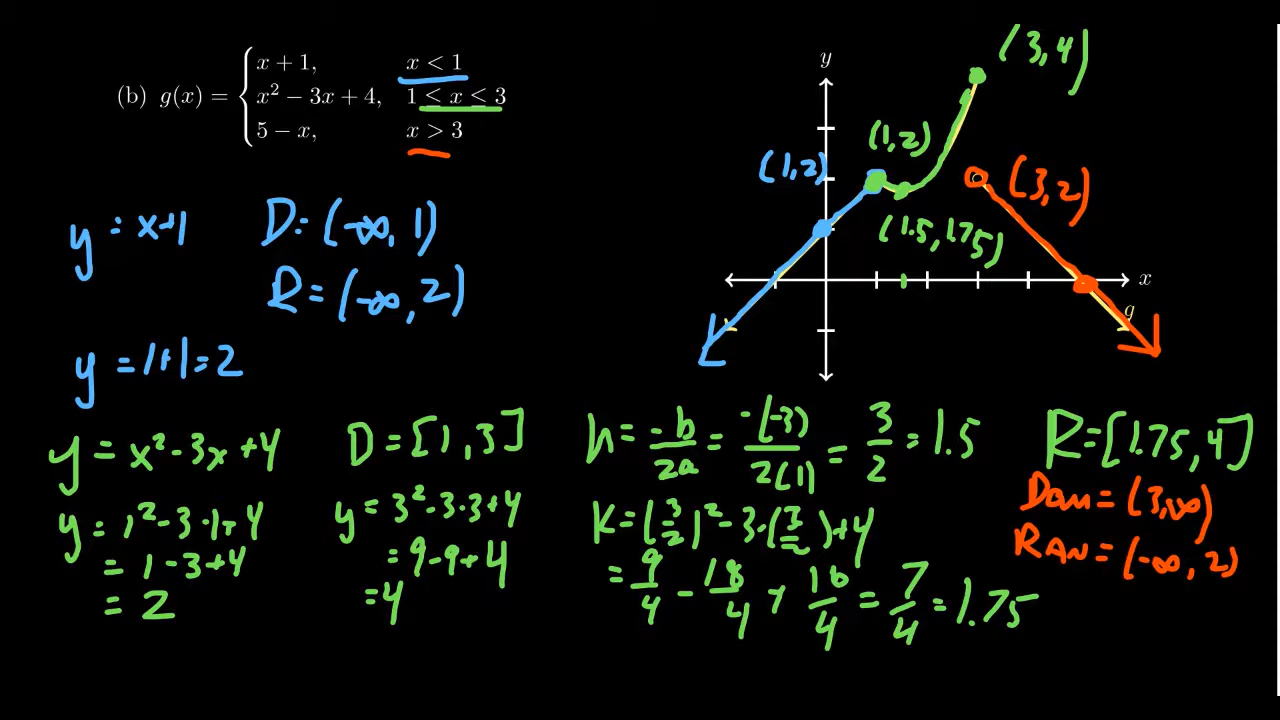 (b) g(x) = { x + 1, x < 1
x² − 3x + 4, 1 ≤ x ≤ 3
5 − x, x > 3
y = x+1 D = (-∞, 1)
R = (-∞, 2)
y = 1+1 = 2
y
x
g
(3,4)
(1,2)
(1,2)
(3,2)
(1.5, 1.75)
y = x² - 3x + 4
y = 1² - 3·1 + 4
= 1 - 3 + 4
= 2
D = [1, 3]
y = 3² - 3·3 + 4
= 9 - 9 + 4
= 4
h = -b/2a = -(-3)/2(1) = 3/2 = 1.5
K = (3/2)² - 3·(3/2) + 4
= 9/4 - 18/4 + 16/4 = 7/4 = 1.75
R = [1.75, 4]
Dom = (3, ∞)
RAN = (-∞, 2)